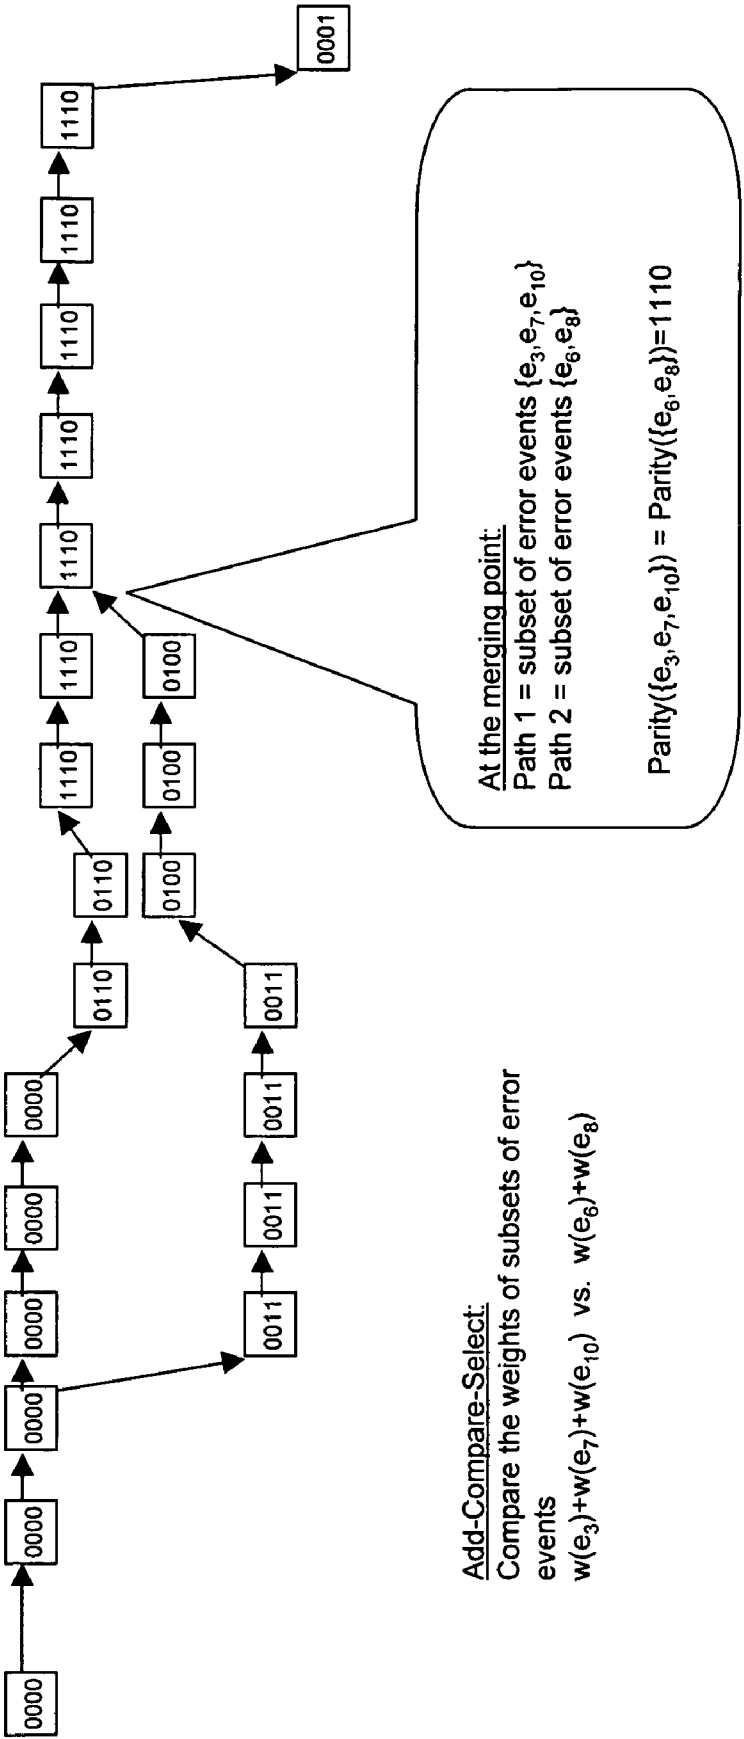 0000 0000 0000 0000 0000 0000
1110 1110 1110 1110 1110 1110 1110
0110 0110
0100 0100 0100
0011 0011 0011 0011
0001
Add-Compare-Select:
Compare the weights of subsets of error
events
w(e₃)+w(e₇)+w(e₁₀) vs. w(e₆)+w(e₈)
At the merging point:
Path 1 = subset of error events {e₃,e₇,e₁₀}
Path 2 = subset of error events {e₆,e₈}
Parity({e₃,e₇,e₁₀}) = Parity({e₆,e₈})=1110